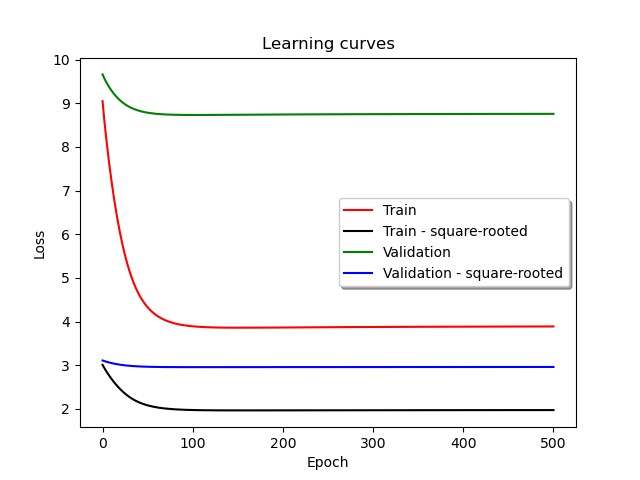 Learning curves
10
9
8
7
6
5
4
3
2
Loss
Train
Train - square-rooted
Validation
Validation - square-rooted
0 100 200 300 400 500
Epoch